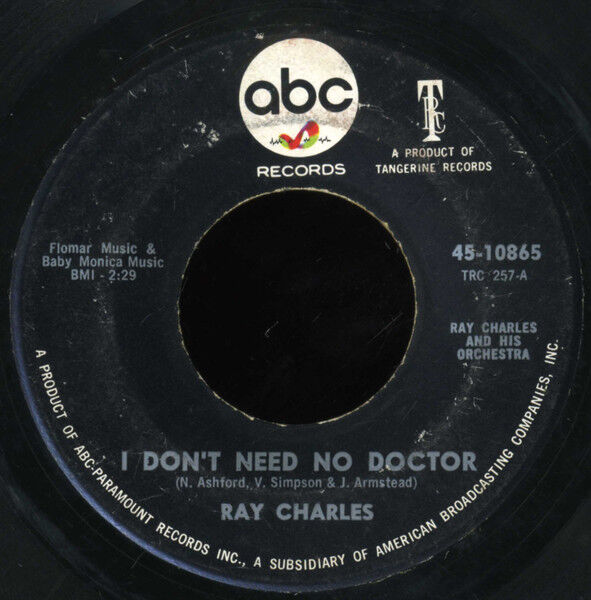 abc
RECORDS
TRC
A PRODUCT OF
TANGERINE RECORDS
Flomar Music &
Baby Monica Music
BMI - 2:29
45-10865
TRC 257-A
RAY CHARLES
AND HIS
ORCHESTRA
I DON'T NEED NO DOCTOR
(N. Ashford, V. Simpson & J. Armstead)
RAY CHARLES
A PRODUCT OF ABC-PARAMOUNT RECORDS INC., A SUBSIDIARY OF AMERICAN BROADCASTING COMPANIES, INC.